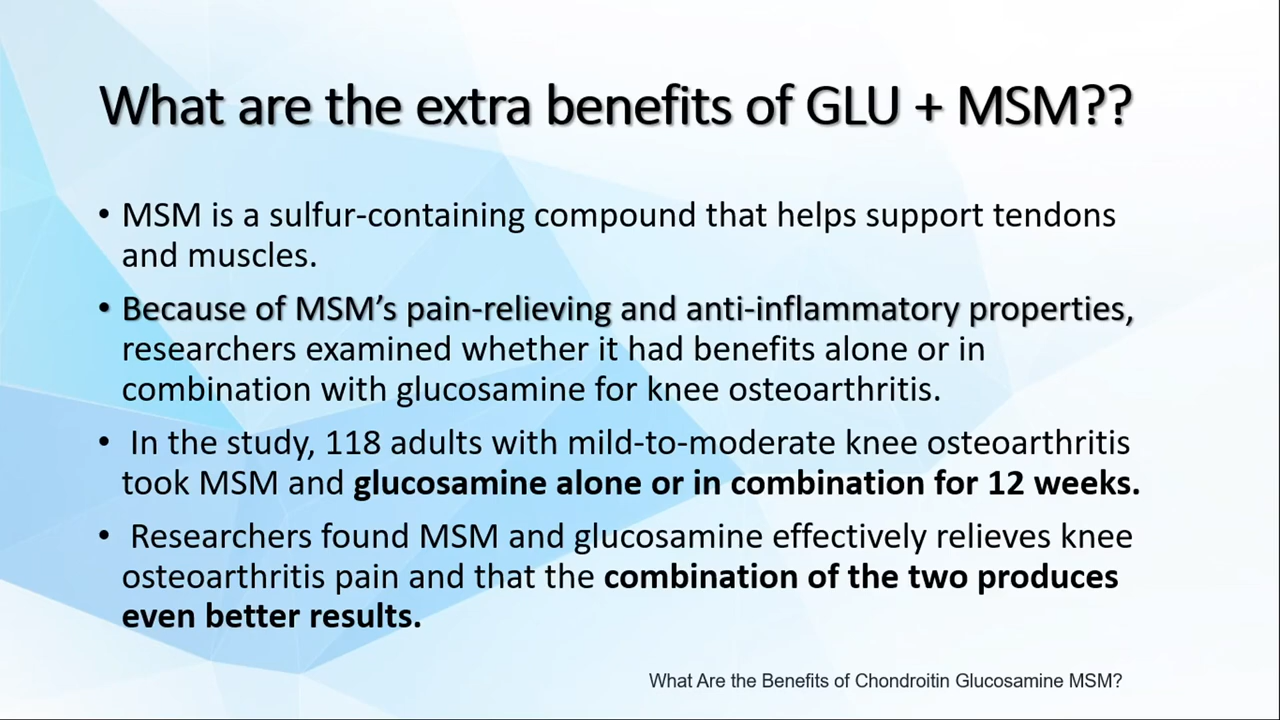 What are the extra benefits of GLU + MSM??
• MSM is a sulfur-containing compound that helps support tendons
and muscles.
• Because of MSM’s pain-relieving and anti-inflammatory properties,
researchers examined whether it had benefits alone or in
combination with glucosamine for knee osteoarthritis.
• In the study, 118 adults with mild-to-moderate knee osteoarthritis
took MSM and glucosamine alone or in combination for 12 weeks.
• Researchers found MSM and glucosamine effectively relieves knee
osteoarthritis pain and that the combination of the two produces
even better results.
What Are the Benefits of Chondroitin Glucosamine MSM?